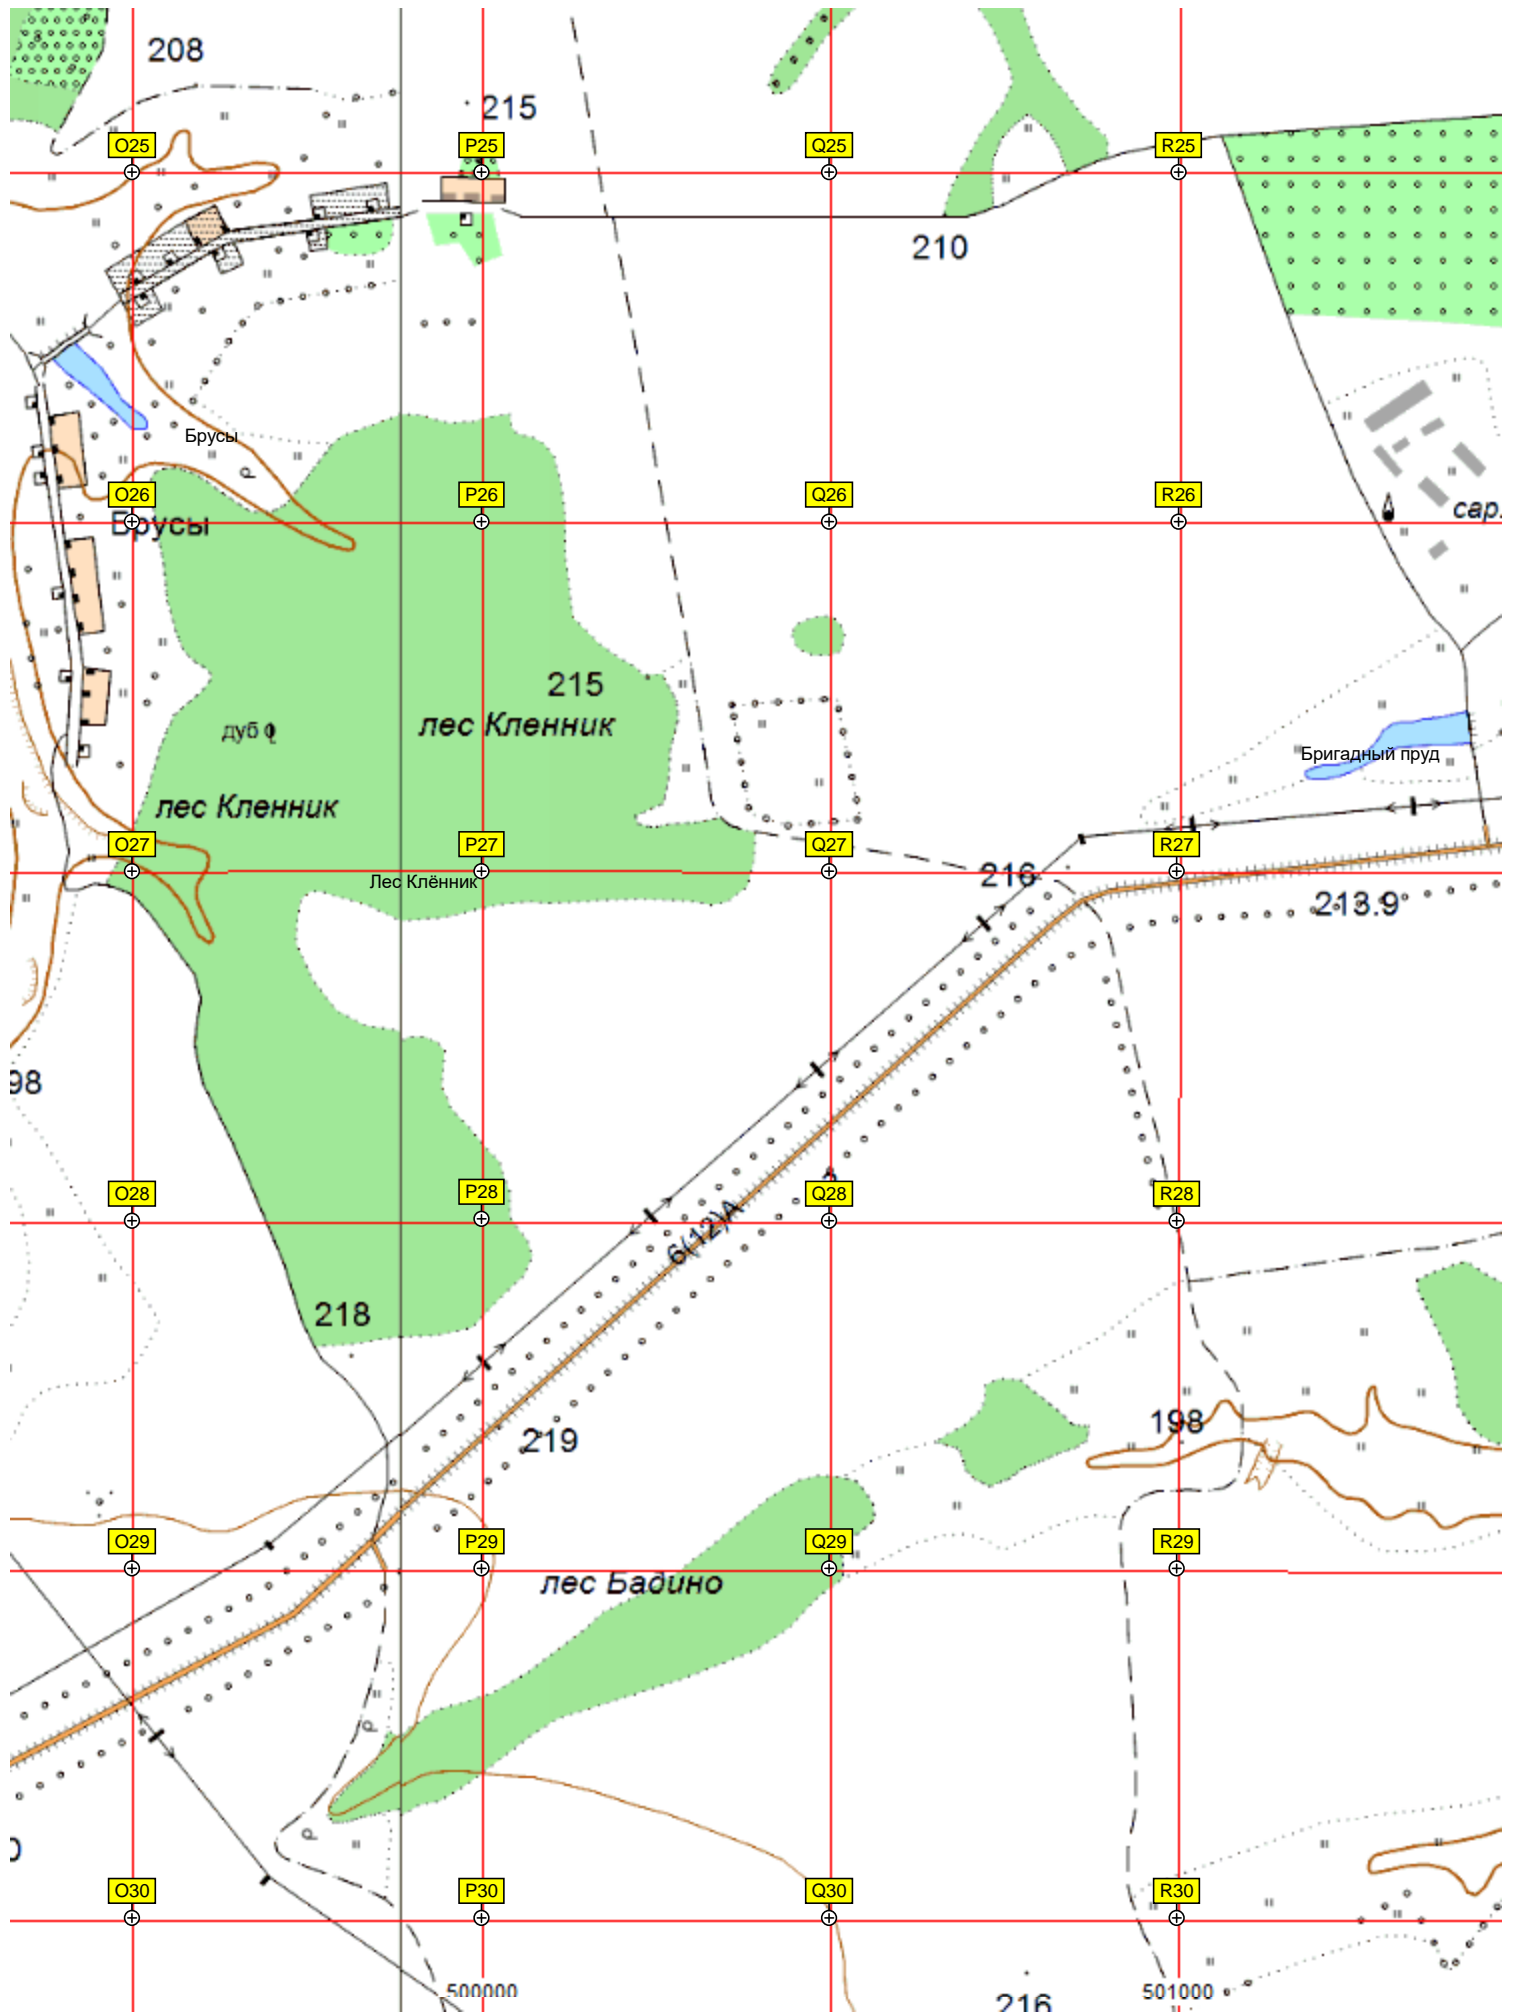 208
215
O25 P25 Q25 R25
210
Брусы
O26 P26 Q26 R26
Брусы
сар.
215
лес Кленник
дуб
Бригадный пруд
лес Кленник
O27 P27 Q27 R27
216
Лес Клённик
213.9
98
O28 P28 Q28 R28
6(12)А
218
198
219
O29 P29 Q29 R29
лес Бадино
O30 P30 Q30 R30
500000 501000
216